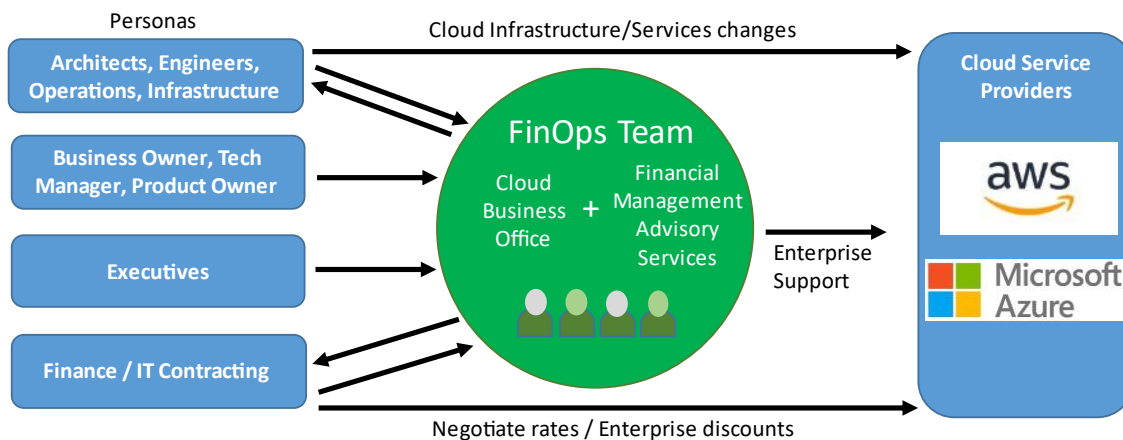 Personas
Cloud Infrastructure/Services changes
Architects, Engineers,
Operations, Infrastructure
Business Owner, Tech
Manager, Product Owner
Executives
Finance / IT Contracting
FinOps Team
Cloud
Business
Office
+
Financial
Management
Advisory
Services
Enterprise
Support
Cloud Service
Providers
aws
Microsoft
Azure
Negotiate rates / Enterprise discounts